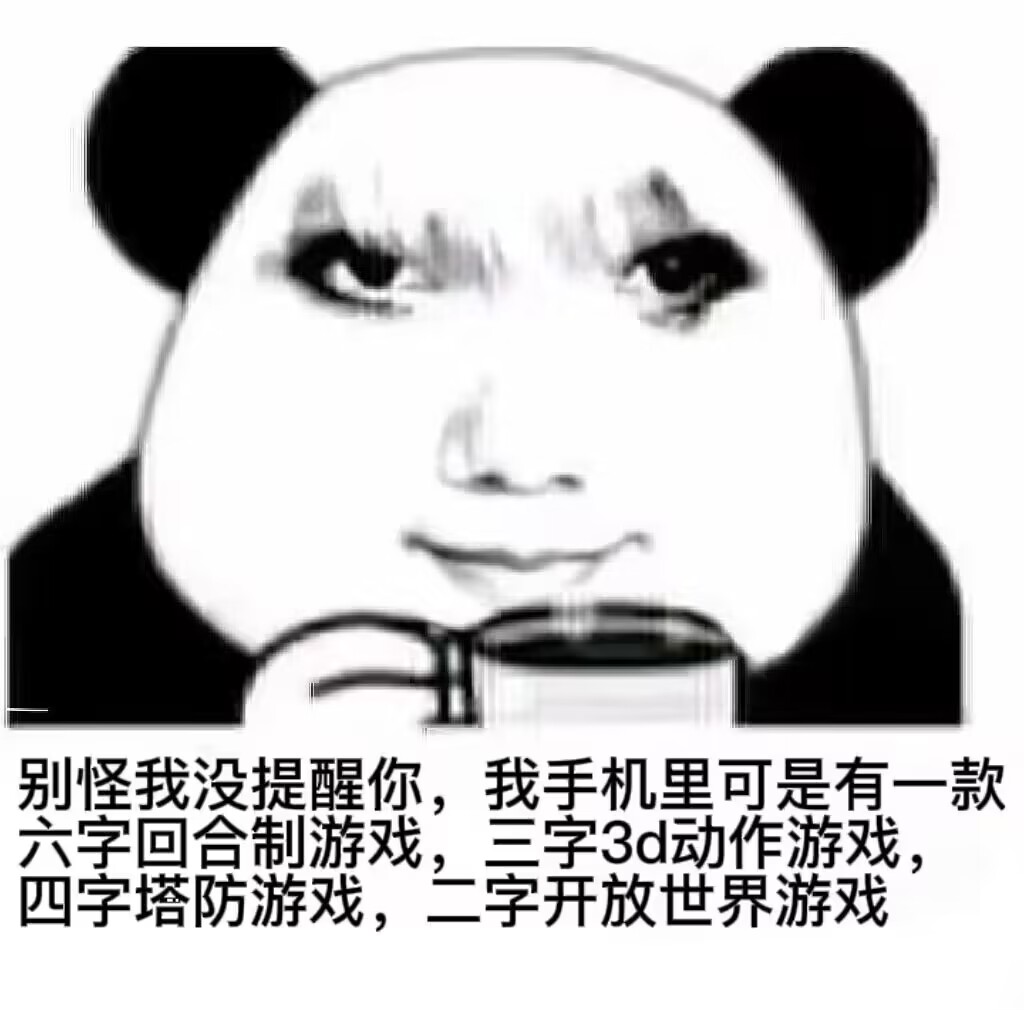 别怪我没提醒你，我手机里可是有一款
六字回合制游戏，三字3d动作游戏，
四字塔防游戏，二字开放世界游戏